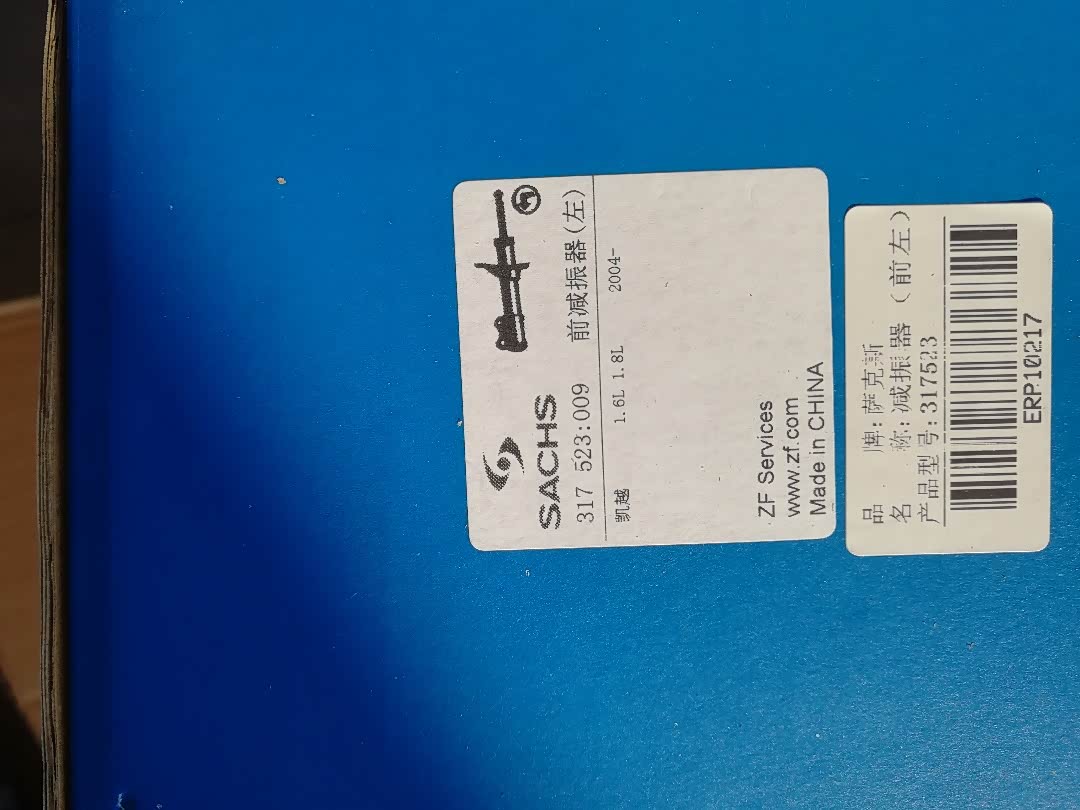 SACHS
317 523:009 前减振器(左)
凯越 1.6L 1.8L 2004-
ZF Services
www.zf.com
Made in CHINA
品 牌: 萨克斯
名 称: 减振器 (前左)
产品型号: 317523
ERP10217